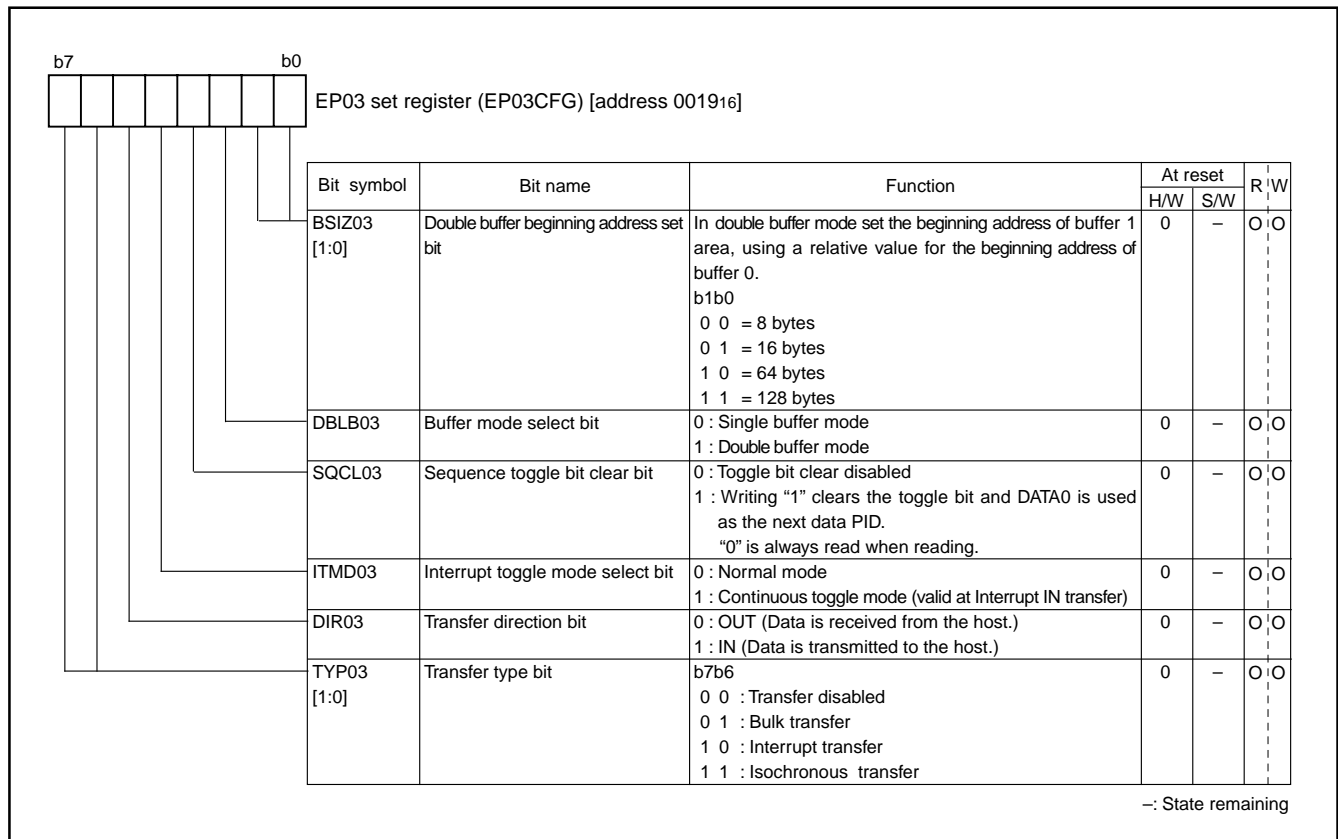 b7 b0
EP03 set register (EP03CFG) [address 001916]
Bit symbol Bit name Function At reset R W
H/W S/W
BSIZ03 Double buffer beginning address set In double buffer mode set the beginning address of buffer 1 0 – O O
[1:0] bit area, using a relative value for the beginning address of
buffer 0.
b1b0
0 0 = 8 bytes
0 1 = 16 bytes
1 0 = 64 bytes
1 1 = 128 bytes
DBLB03 Buffer mode select bit 0 : Single buffer mode 0 – O O
1 : Double buffer mode
SQCL03 Sequence toggle bit clear bit 0 : Toggle bit clear disabled 0 – O O
1 : Writing “1” clears the toggle bit and DATA0 is used
as the next data PID.
“0” is always read when reading.
ITMD03 Interrupt toggle mode select bit 0 : Normal mode 0 – O O
1 : Continuous toggle mode (valid at Interrupt IN transfer)
DIR03 Transfer direction bit 0 : OUT (Data is received from the host.) 0 – O O
1 : IN (Data is transmitted to the host.)
TYP03 Transfer type bit b7b6 0 – O O
[1:0] 0 0 : Transfer disabled
0 1 : Bulk transfer
1 0 : Interrupt transfer
1 1 : Isochronous transfer
–: State remaining